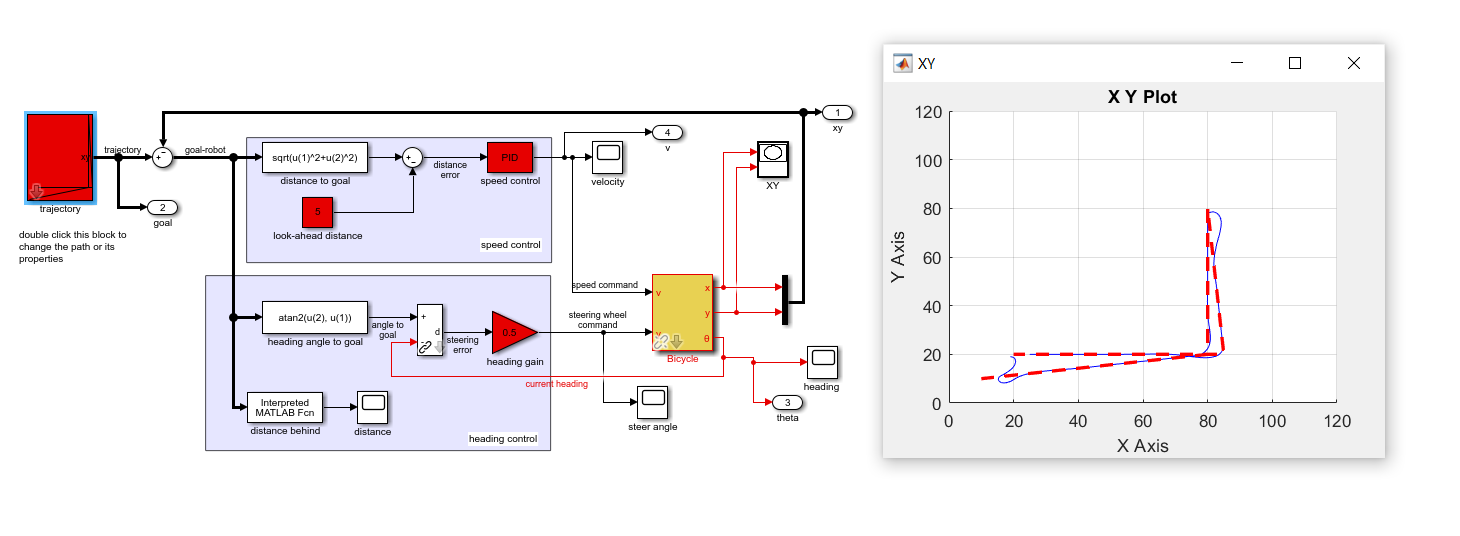 xy
trajectory
double click this block to
change the path or its
properties
trajectory
+
−
2
goal
goal-robot
sqrt(u(1)^2+u(2)^2)
distance to goal
5
look-ahead distance
+
−
distance
error
PID
speed control
speed control
4
v
velocity
1
xy
XY
atan2(u(2), u(1))
heading angle to goal
angle to
goal
+
-
d
steering
error
0.5
heading gain
current heading
Interpreted
MATLAB Fcn
distance behind
distance
heading control
speed command
steering wheel
command
v
x
y
θ
Bicycle
steer angle
heading
3
theta
XY
X Y Plot
120
100
80
60
40
20
0
Y Axis
0
20
40
60
80
100
120
X Axis